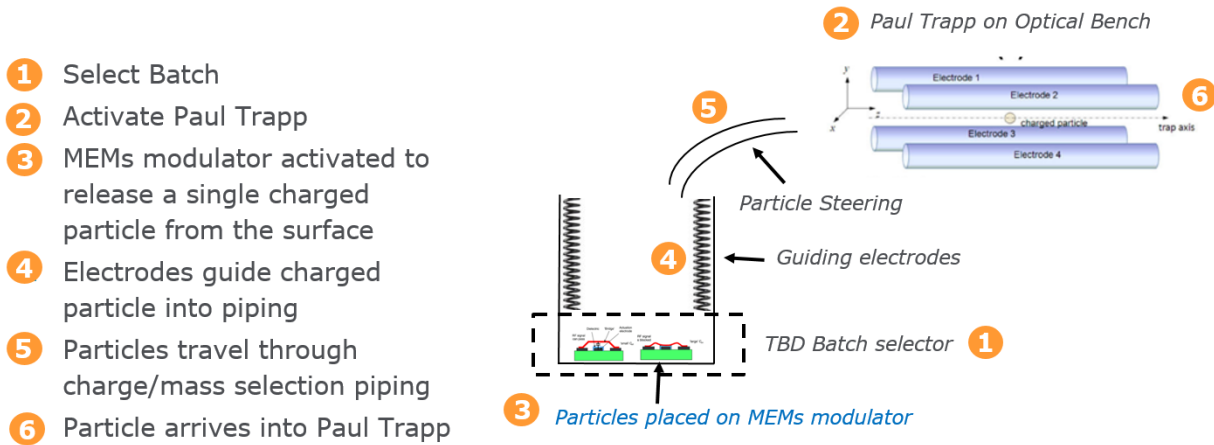 1 Select Batch
2 Activate Paul Trapp
3 MEMs modulator activated to
release a single charged
particle from the surface
4 Electrodes guide charged
particle into piping
5 Particles travel through
charge/mass selection piping
6 Particle arrives into Paul Trapp
2 Paul Trapp on Optical Bench
y
Electrode 1
Electrode 2
z
x
charged particle
trap axis
Electrode 3
Electrode 4
6
5
Particle Steering
4
Guiding electrodes
TBD Batch selector 1
3 Particles placed on MEMs modulator